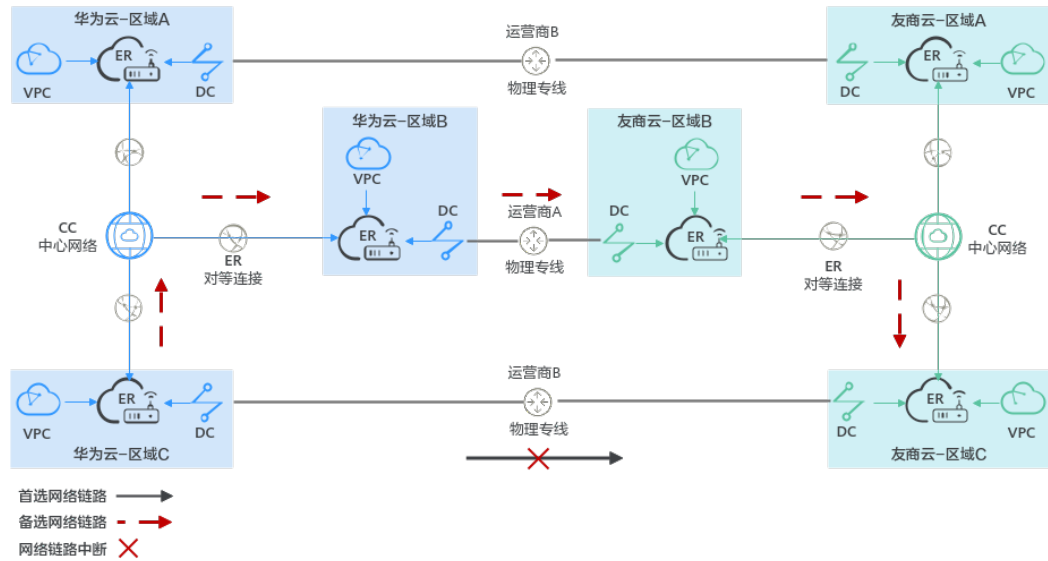 华为云-区域A
ER
VPC
DC
运营商B
物理专线
友商云-区域A
ER
DC
VPC
华为云-区域B
VPC
ER
DC
运营商A
物理专线
友商云-区域B
VPC
DC
ER
CC
中心网络
ER
对等连接
ER
对等连接
CC
中心网络
ER
VPC
DC
华为云-区域C
运营商B
物理专线
ER
DC
VPC
友商云-区域C
首选网络链路
备选网络链路
网络链路中断